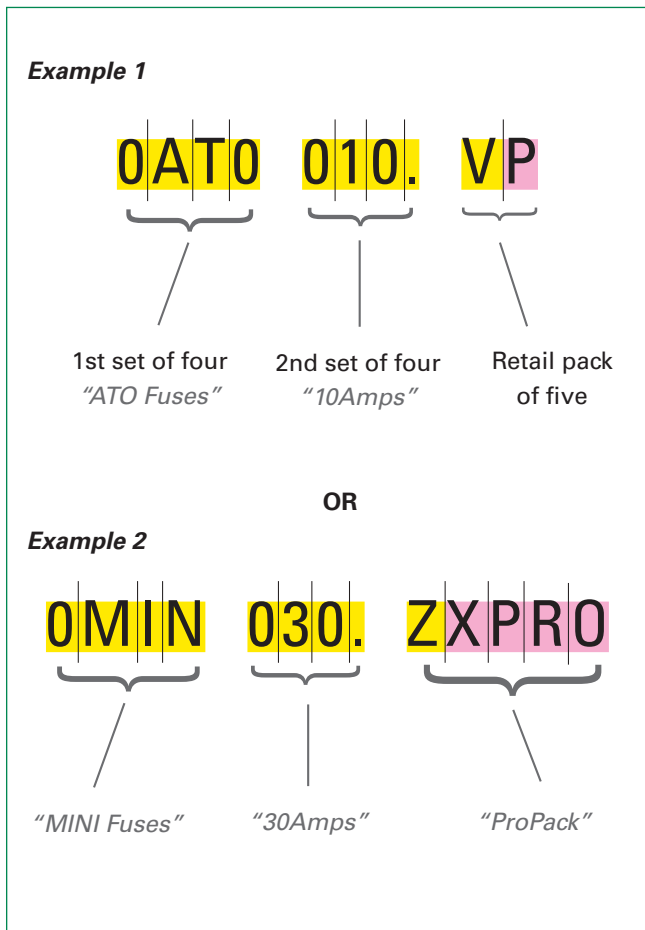 Example 1
0ATO 010. VP
1st set of four 2nd set of four Retail pack
"ATO Fuses" "10Amps" of five
OR
Example 2
0MIN 030. ZXPRO
"MINI Fuses" "30Amps" "ProPack"